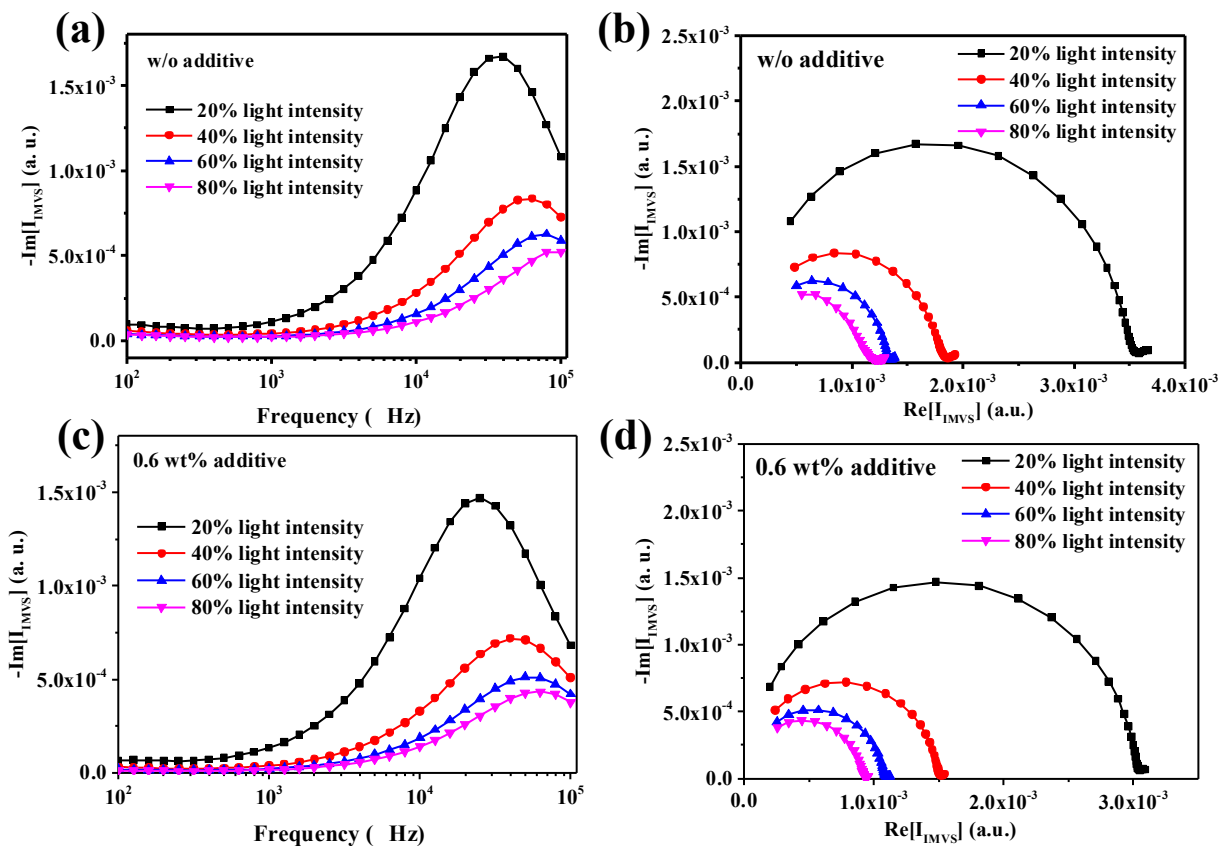 (a)
w/o additive
20% light intensity
40% light intensity
60% light intensity
80% light intensity
-Im[I_IMVS] (a. u.)
1.5x10⁻³
1.0x10⁻³
5.0x10⁻⁴
0.0
10² 10³ 10⁴ 10⁵
Frequency ( Hz)
(b)
w/o additive
20% light intensity
40% light intensity
60% light intensity
80% light intensity
-Im[I_IMVS] (a. u.)
2.5x10⁻³
2.0x10⁻³
1.5x10⁻³
1.0x10⁻³
5.0x10⁻⁴
0.0
0.0 1.0x10⁻³ 2.0x10⁻³ 3.0x10⁻³ 4.0x10⁻³
Re[I_IMVS] (a.u.)
(c)
0.6 wt% additive
20% light intensity
40% light intensity
60% light intensity
80% light intensity
-Im[I_IMVS] (a. u.)
1.5x10⁻³
1.0x10⁻³
5.0x10⁻⁴
0.0
10² 10³ 10⁴ 10⁵
Frequency ( Hz)
(d)
0.6 wt% additive
20% light intensity
40% light intensity
60% light intensity
80% light intensity
-Im[I_IMVS] (a. u.)
2.5x10⁻³
2.0x10⁻³
1.5x10⁻³
1.0x10⁻³
5.0x10⁻⁴
0.0
0.0 1.0x10⁻³ 2.0x10⁻³ 3.0x10⁻³
Re[I_IMVS] (a.u.)